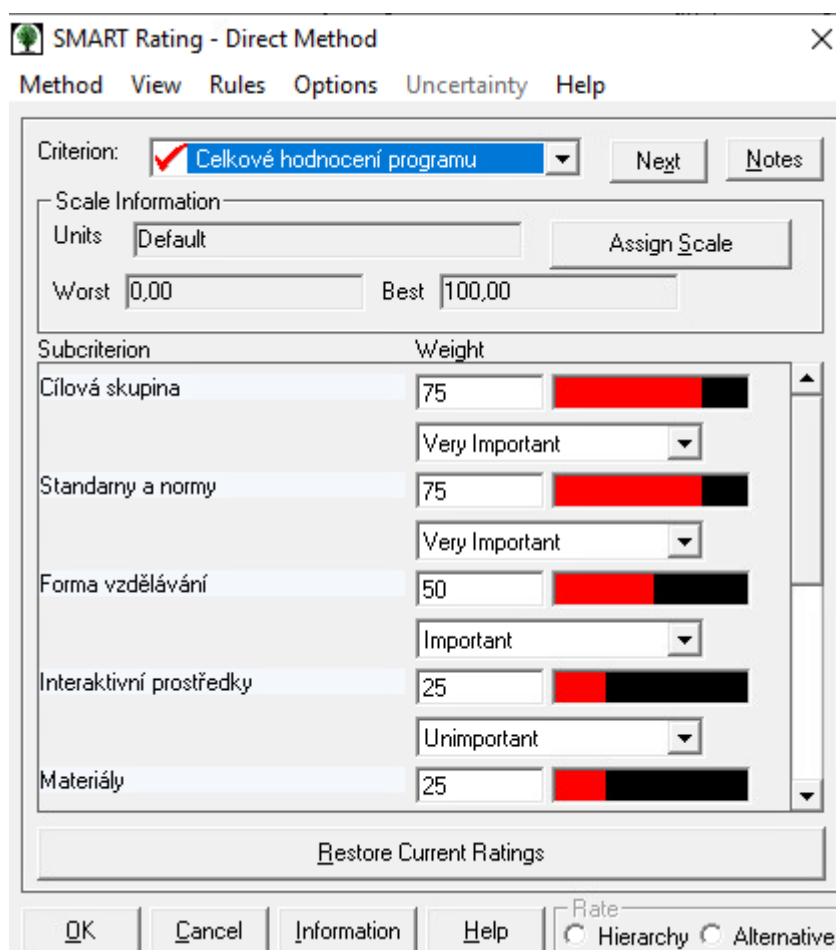 SMART Rating - Direct Method
Method View Rules Options Uncertainty Help
Criterion: Celkové hodnocení programu Next Notes
Scale Information
Units Default Assign Scale
Worst 0,00 Best 100,00
Subcriterion Weight
Cílová skupina 75
Very Important
Standarny a normy 75
Very Important
Forma vzdělávání 50
Important
Interaktivní prostředky 25
Unimportant
Materiály 25
Restore Current Ratings
Rate
OK Cancel Information Help Hierarchy Alternative